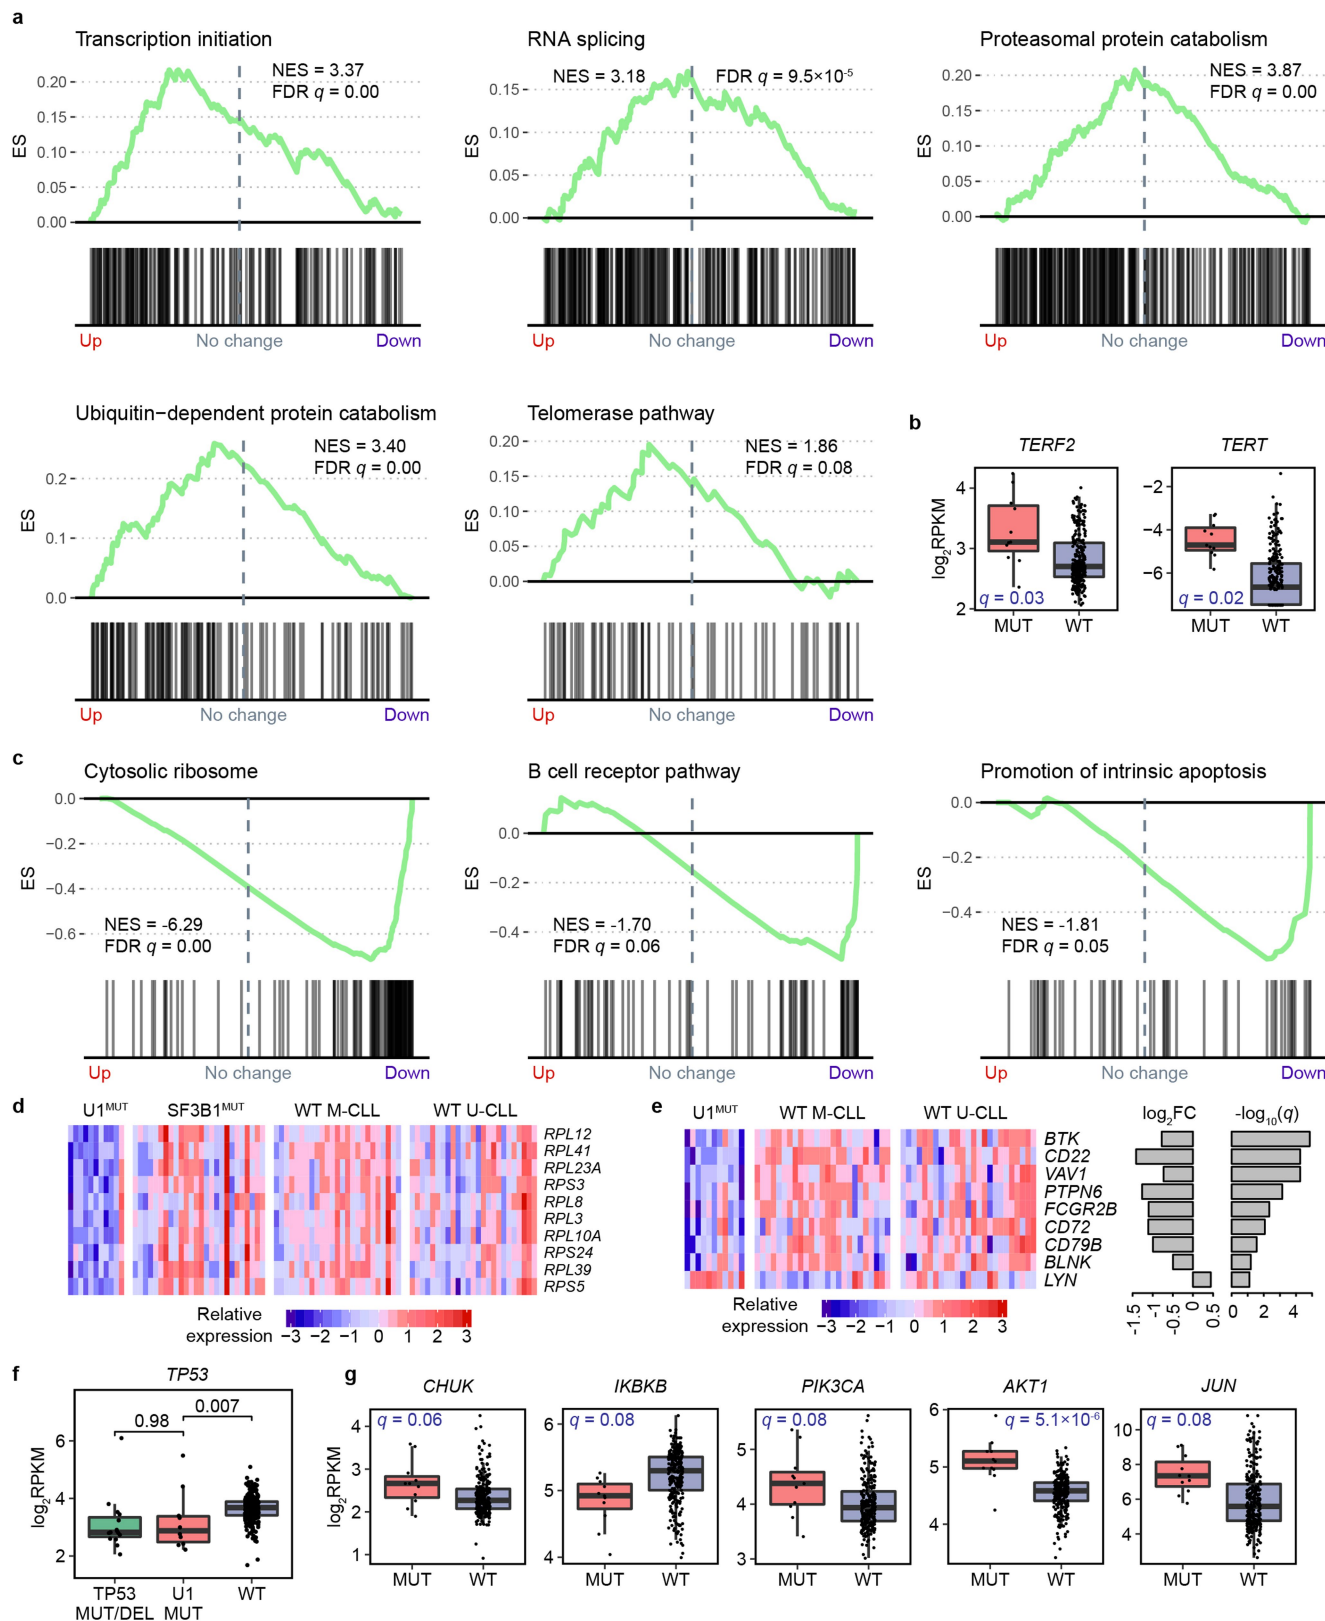 a
Transcription initiation
RNA splicing
Proteasomal protein catabolism
NES = 3.37
FDR q = 0.00
NES = 3.18
FDR q = 9.5×10⁻⁵
NES = 3.87
FDR q = 0.00
ES
0.20
0.15
0.10
0.05
0.00
ES
0.15
0.10
0.05
0.00
ES
0.20
0.15
0.10
0.05
0.00
Up No change Down
Up No change Down
Up No change Down
Ubiquitin−dependent protein catabolism
Telomerase pathway
NES = 3.40
FDR q = 0.00
NES = 1.86
FDR q = 0.08
ES
0.2
0.1
0.0
ES
0.20
0.15
0.10
0.05
0.00
Up No change Down
Up No change Down
b
TERF2
TERT
log₂RPKM
4
3
2
q = 0.03
MUT WT
−2
−4
−6
q = 0.02
MUT WT
c
Cytosolic ribosome
B cell receptor pathway
Promotion of intrinsic apoptosis
ES
0.0
−0.2
−0.4
−0.6
NES = -6.29
FDR q = 0.00
ES
0.0
−0.2
−0.4
NES = -1.70
FDR q = 0.06
ES
0.0
−0.2
−0.4
NES = -1.81
FDR q = 0.05
Up No change Down
Up No change Down
Up No change Down
d
U1ᴹᵁᵀ SF3B1ᴹᵁᵀ WT M-CLL WT U-CLL
RPL12
RPL41
RPL23A
RPS3
RPL8
RPL3
RPL10A
RPS24
RPL39
RPS5
Relative
expression
−3 −2 −1 0 1 2 3
e
U1ᴹᵁᵀ WT M-CLL WT U-CLL
log₂FC
-log₁₀(q)
BTK
CD22
VAV1
PTPN6
FCGR2B
CD72
CD79B
BLNK
LYN
Relative
expression
−3 −2 −1 0 1 2 3
-1.5 -1 -0.5 0 0.5
0 2 4
f
TP53
0.98
0.007
log₂RPKM
6
4
2
TP53
MUT/DEL
U1
MUT
WT
g
CHUK
q = 0.06
4
3
2
1
MUT WT
IKBKB
q = 0.08
6
5
4
MUT WT
PIK3CA
q = 0.08
5
4
3
MUT WT
AKT1
q = 5.1×10⁻⁶
6
5
4
MUT WT
JUN
q = 0.08
10
8
6
4
MUT WT